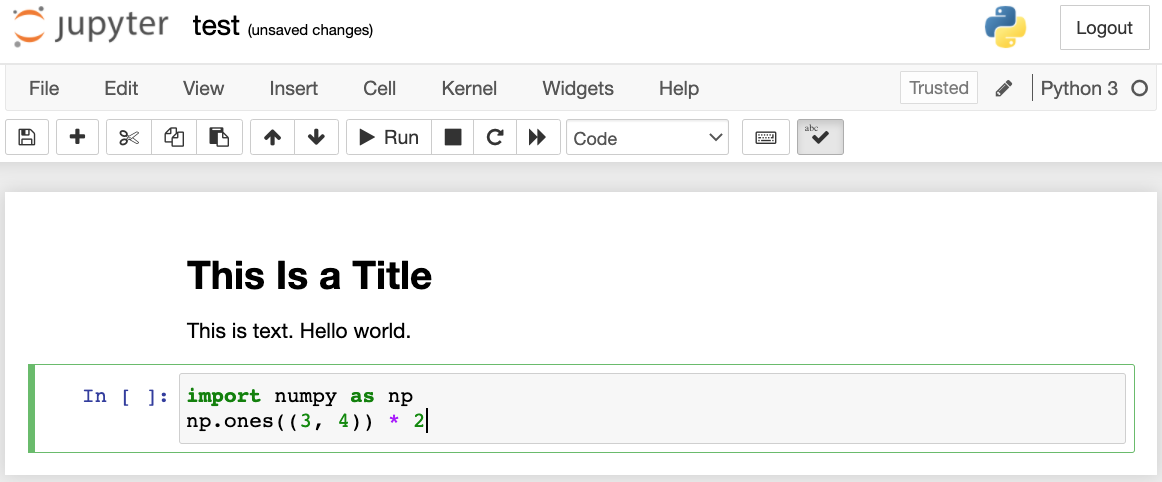 jupyter test (unsaved changes) Logout
File Edit View Insert Cell Kernel Widgets Help Trusted Python 3
Run Code abc
This Is a Title
This is text. Hello world.
In [ ]: import numpy as np
np.ones((3, 4)) * 2